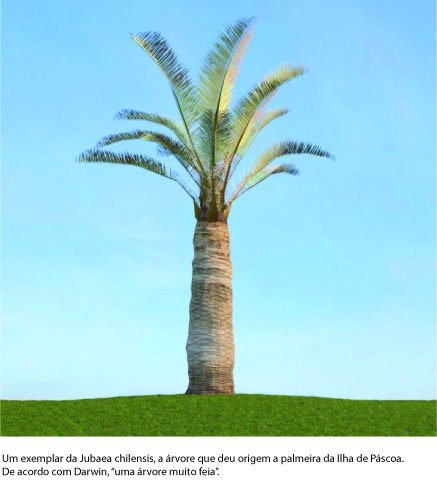 Um exemplar da Jubaea chilensis, a árvore que deu origem a palmeira da Ilha de Páscoa.
De acordo com Darwin, “uma árvore muito feia”.